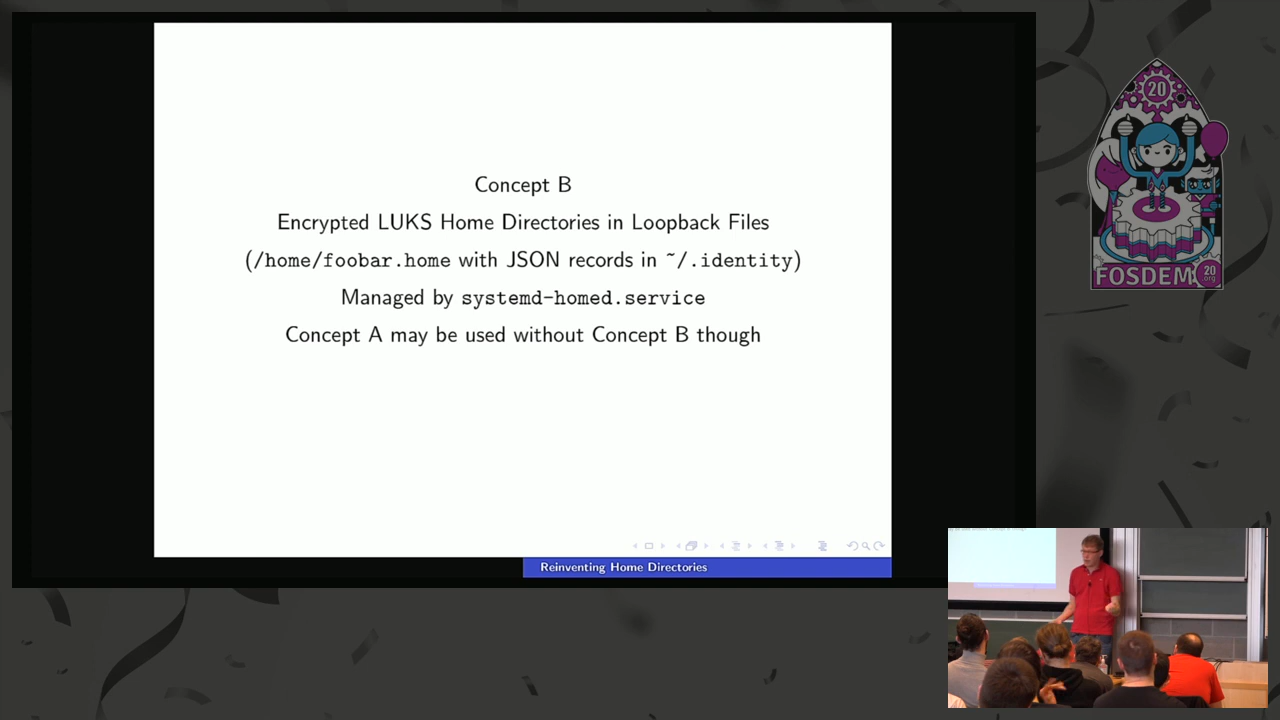 Concept B
Encrypted LUKS Home Directories in Loopback Files
(/home/foobar.home with JSON records in ~/.identity)
Managed by systemd-homed.service
Concept A may be used without Concept B though
Reinventing Home Directories
20
FOSDEM
20
.org